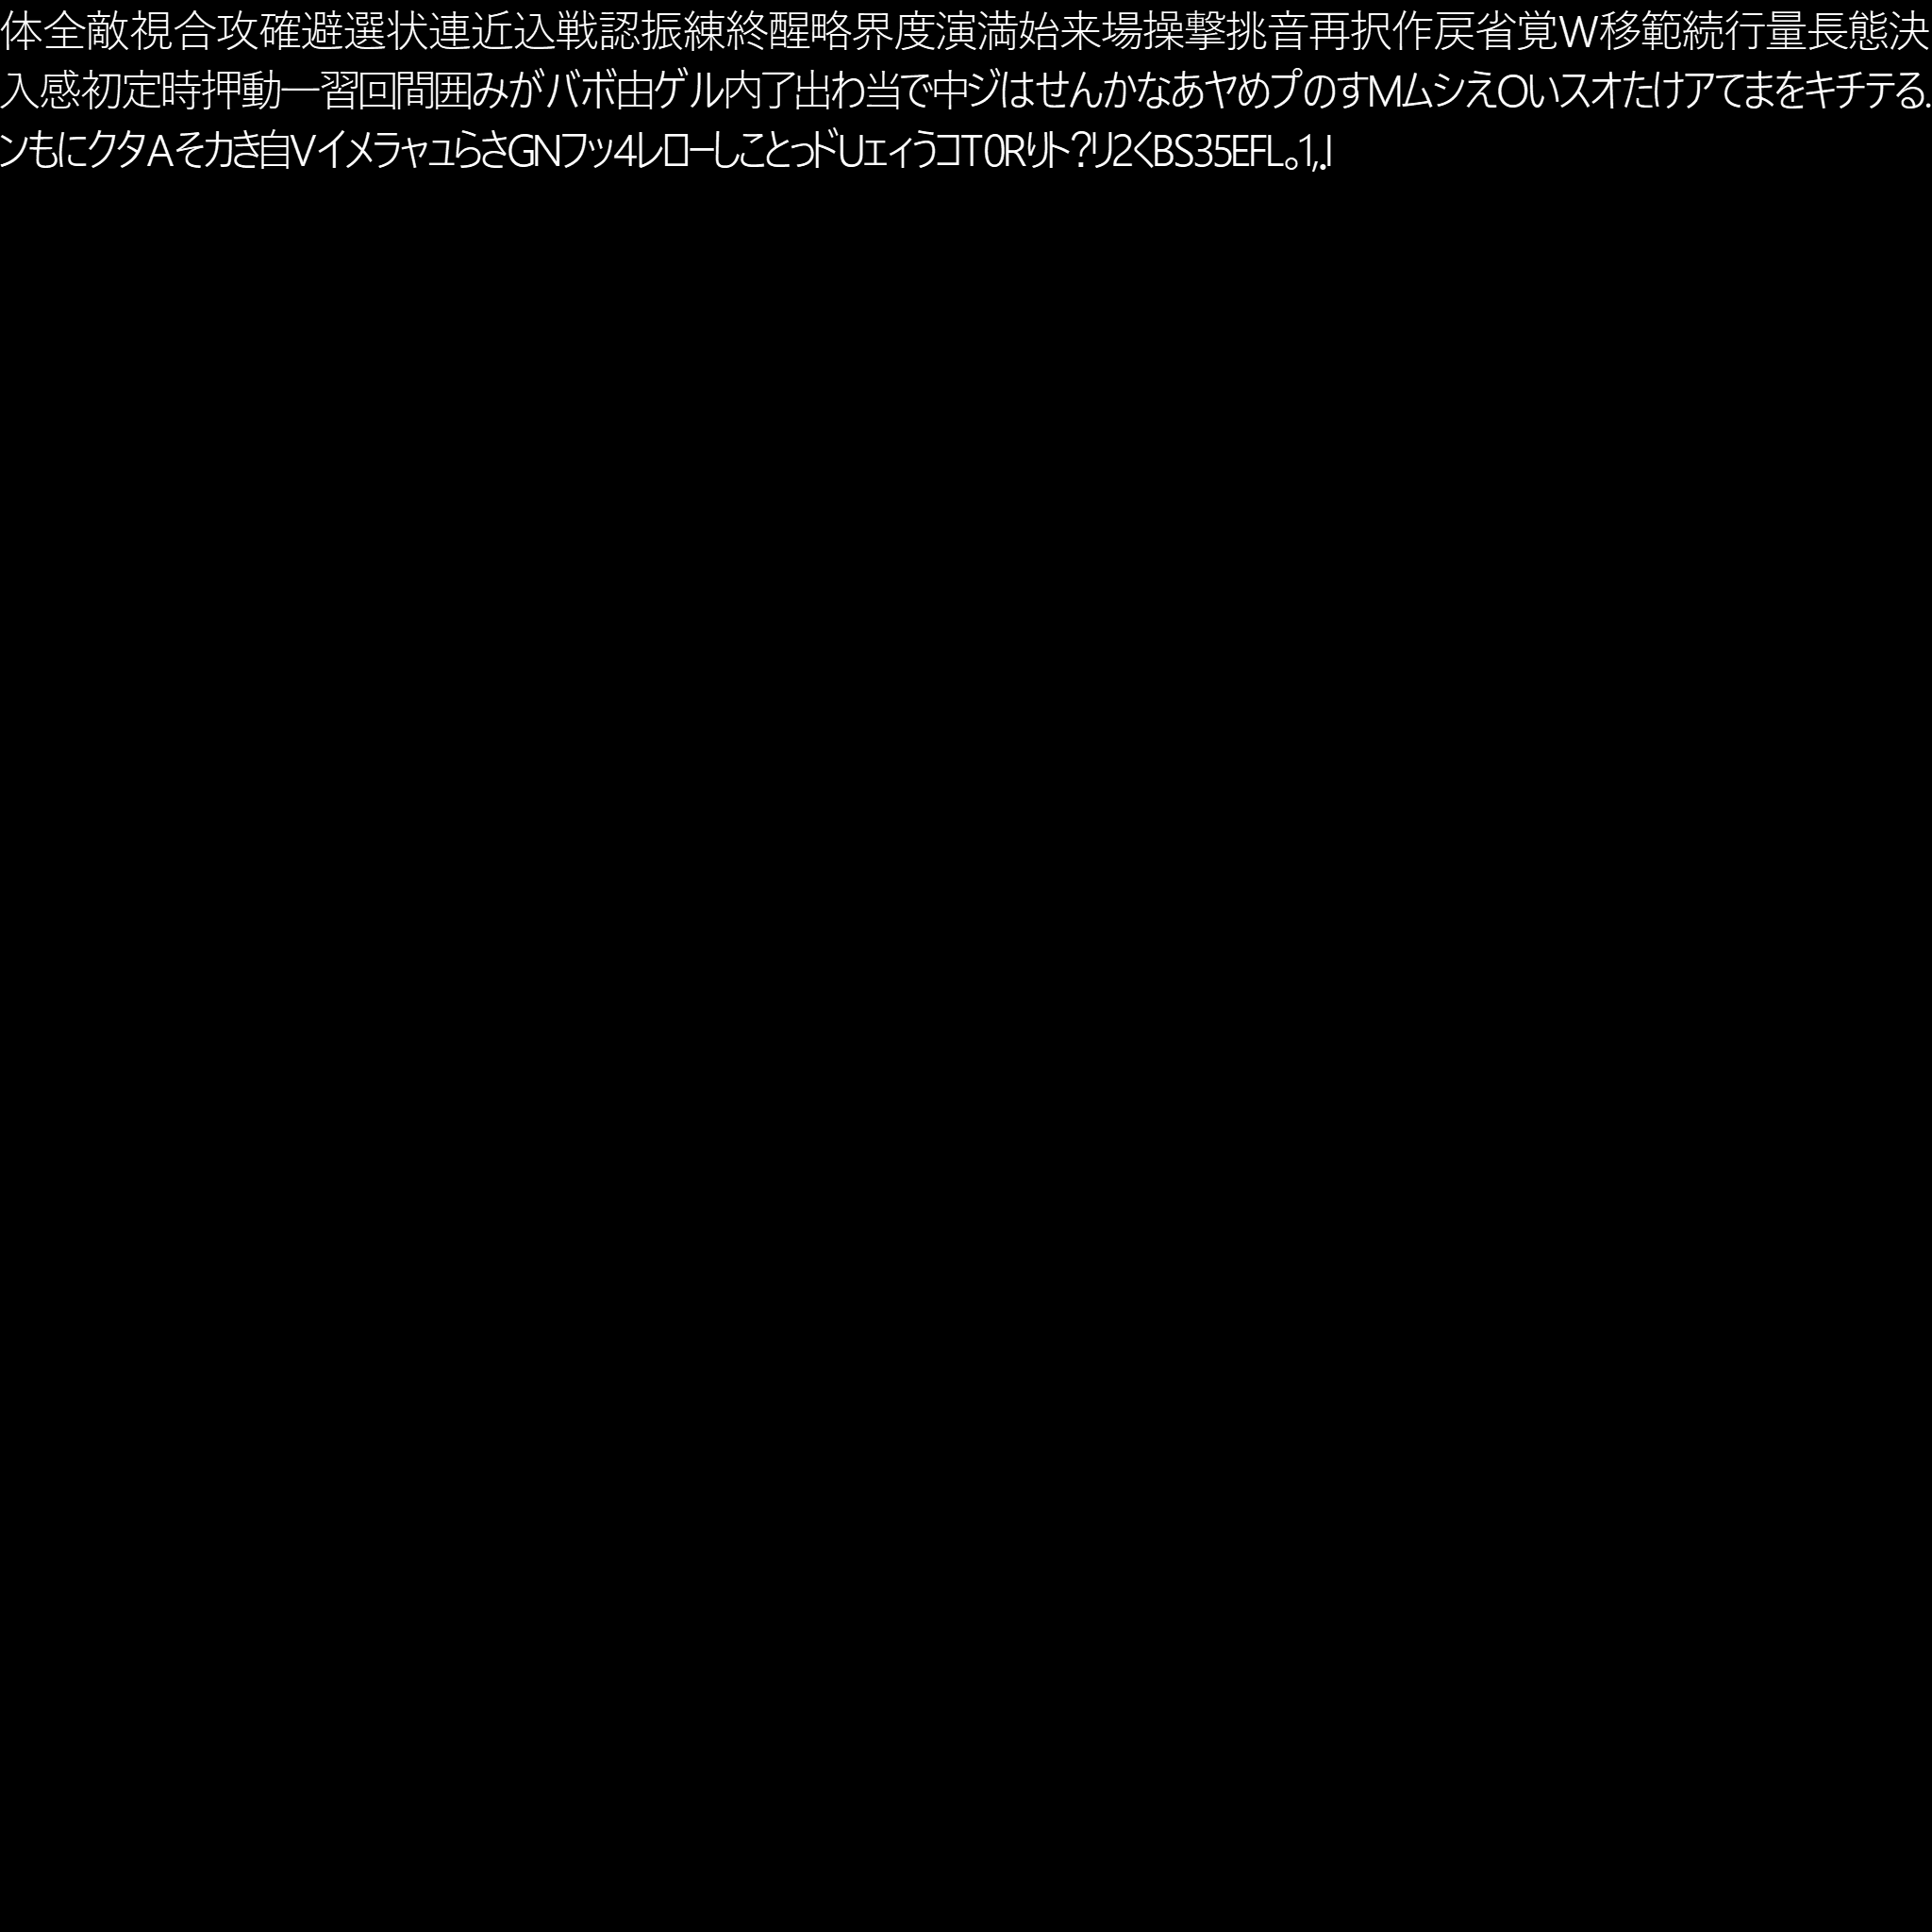 体全敵視合攻確避選状連近込戦認振練終醒略界度演満始来場操撃挑音再択作戻省覚W移範続行量長態決
入感初定時押動一習回間囲みがバボ由ゲル内了出わ当で中ジはせんかなあヤめプのすMムシえOいスオたけアてまをキチテる.
ンもにクタAそカき自VイメラャュらさGNフッ4レローしことっドUェィうコT0Rりト?リ2くBS35EFL。1,.I